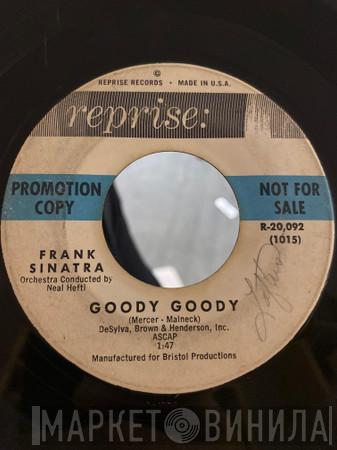 REPRISE RECORDS © • MADE IN U.S.A.
reprise:
PROMOTION COPY
NOT FOR SALE
R-20,092
(1015)
FRANK SINATRA
Orchestra Conducted by
Neal Hefti
GOODY GOODY
(Mercer - Malneck)
DeSylva, Brown & Henderson, Inc.
ASCAP
1:47
Manufactured for Bristol Productions
МАРКЕТ ВИНИЛА